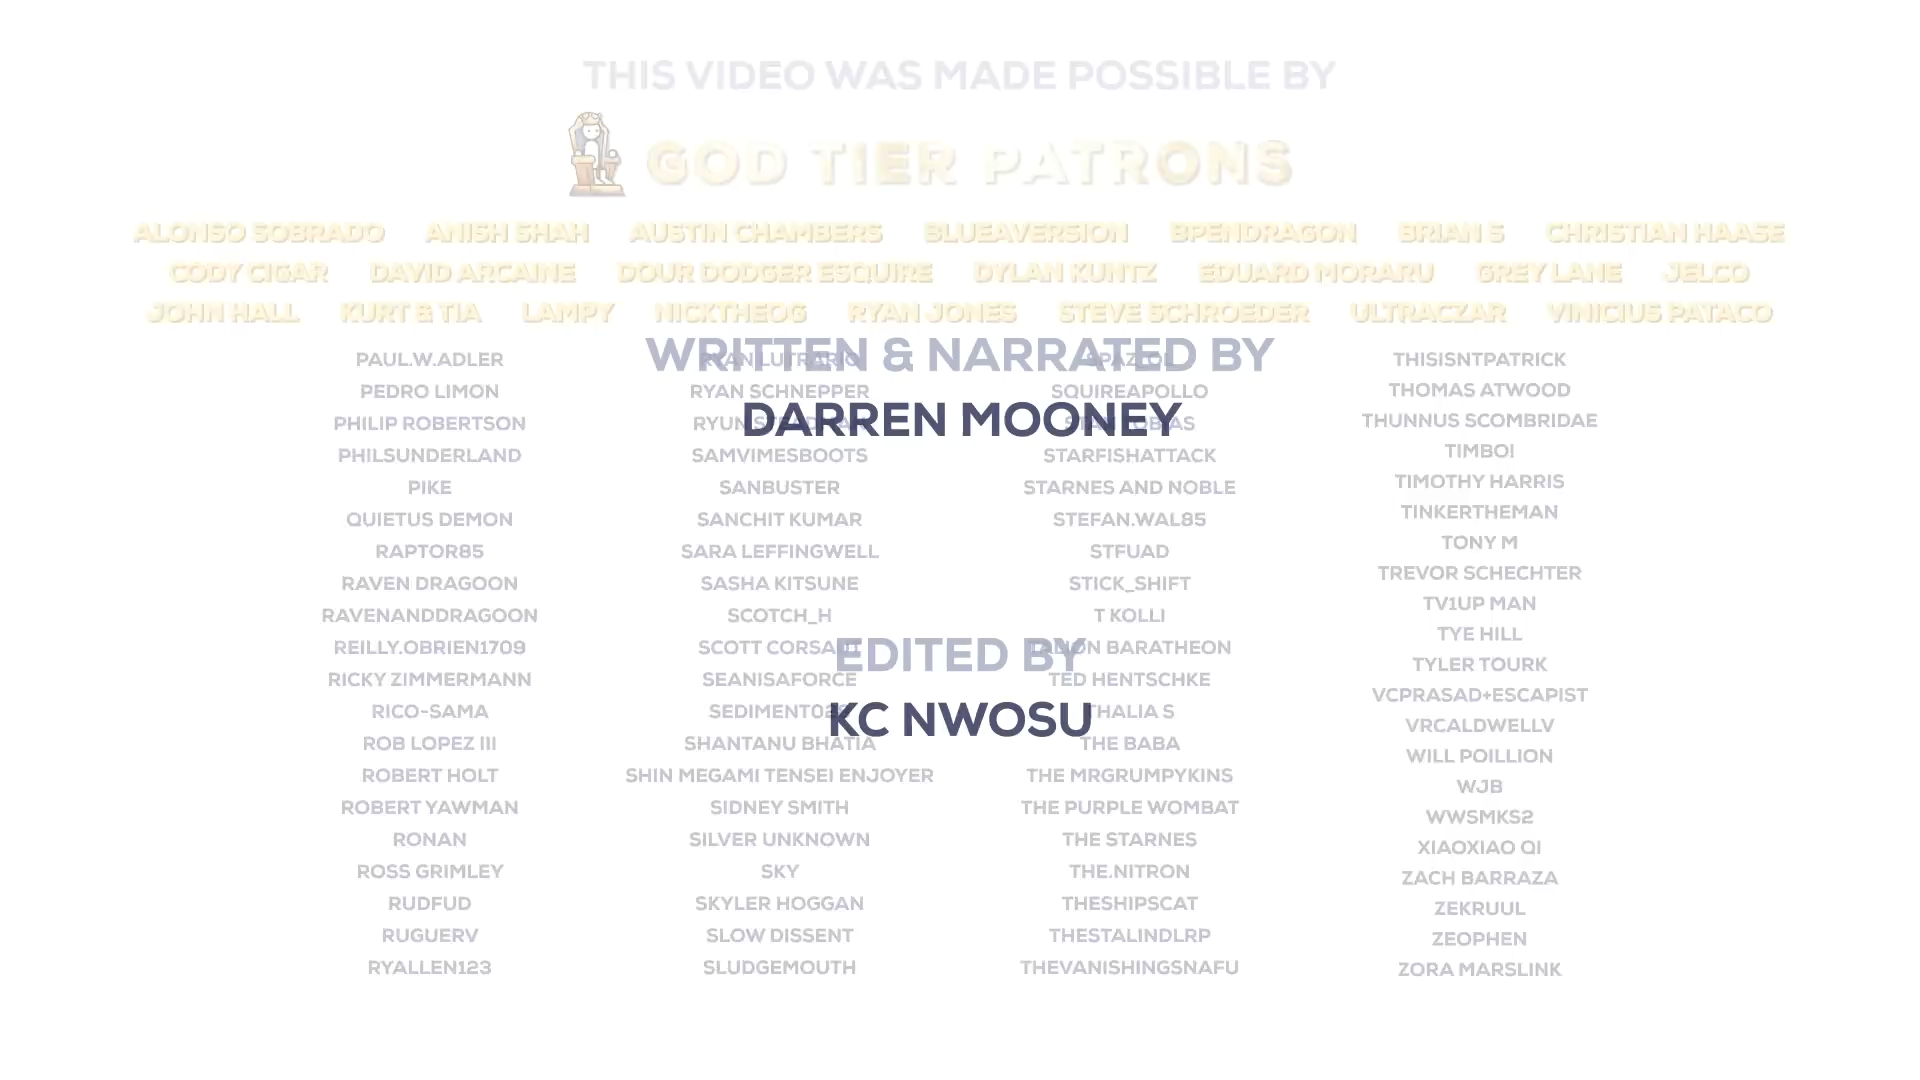 THIS VIDEO WAS MADE POSSIBLE BY
GOD TIER PATRONS
ALONSO SOBRADO ANISH SHAH AUSTIN CHAMBERS BLUEAVERSION BPENDRAGON BRIAN S CHRISTIAN HAASE
CODY CIGAR DAVID ARCAINE DOUR DODGER ESQUIRE DYLAN KUNTZ EDUARD MORARU GREY LANE JELCO
JOHN HALL KURT & TIA LAMPY NICKTHEOG RYAN JONES STEVE SCHROEDER ULTRACZAR VINICIUS PATACO
WRITTEN & NARRATED BY
DARREN MOONEY
EDITED BY
KC NWOSU
PAUL.W.ADLER
PEDRO LIMON
PHILIP ROBERTSON
PHILSUNDERLAND
PIKE
QUIETUS DEMON
RAPTOR85
RAVEN DRAGOON
RAVENANDDRAGOON
REILLY.OBRIEN1709
RICKY ZIMMERMANN
RICO-SAMA
ROB LOPEZ III
ROBERT HOLT
ROBERT YAWMAN
RONAN
ROSS GRIMLEY
RUDFUD
RUGUERV
RYALLEN123
RYAN LUTRARIO
RYAN SCHNEPPER
SAMVIMESBOOTS
SANBUSTER
SANCHIT KUMAR
SARA LEFFINGWELL
SASHA KITSUNE
SCOTCH_H
SCOTT
SEANISAFORCE
SHANTANU BHATIA
SHIN MEGAMI TENSEI ENJOYER
SIDNEY SMITH
SILVER UNKNOWN
SKY
SKYLER HOGGAN
SLOW DISSENT
SLUDGEMOUTH
SQUIREAPOLLO
STARFISHATTACK
STARNES AND NOBLE
STEFAN.WAL85
STFUAD
STICK_SHIFT
T KOLLI
BARATHEON
TED HENTSCHKE
THALIA S
THE BABA
THE MRGRUMPYKINS
THE PURPLE WOMBAT
THE STARNES
THE.NITRON
THESHIPSCAT
THESTALINDLRP
THEVANISHINGSNAFU
THISISNTPATRICK
THOMAS ATWOOD
THUNNUS SCOMBRIDAE
TIMBO!
TIMOTHY HARRIS
TINKERTHEMAN
TONY M
TREVOR SCHECHTER
TV1UP MAN
TYE HILL
TYLER TOURK
VCPRASAD+ESCAPIST
VRCALDWELLV
WILL POILLION
WJB
WWSMKS2
XIAOXIAO QI
ZACH BARRAZA
ZEKRUUL
ZEOPHEN
ZORA MARSLINK